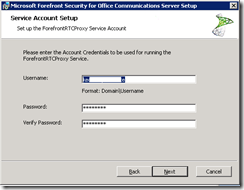 Microsoft Forefront Security for Office Communications Server Setup
Service Account Setup
Set up the ForefrontRTCProxy Service Account
Please enter the Account Credentials to be used for running the
ForefrontRTCProxy Service.
Username:
Format: Domain\Username
Password: ********
Verify Password: ********
Back Next Cancel